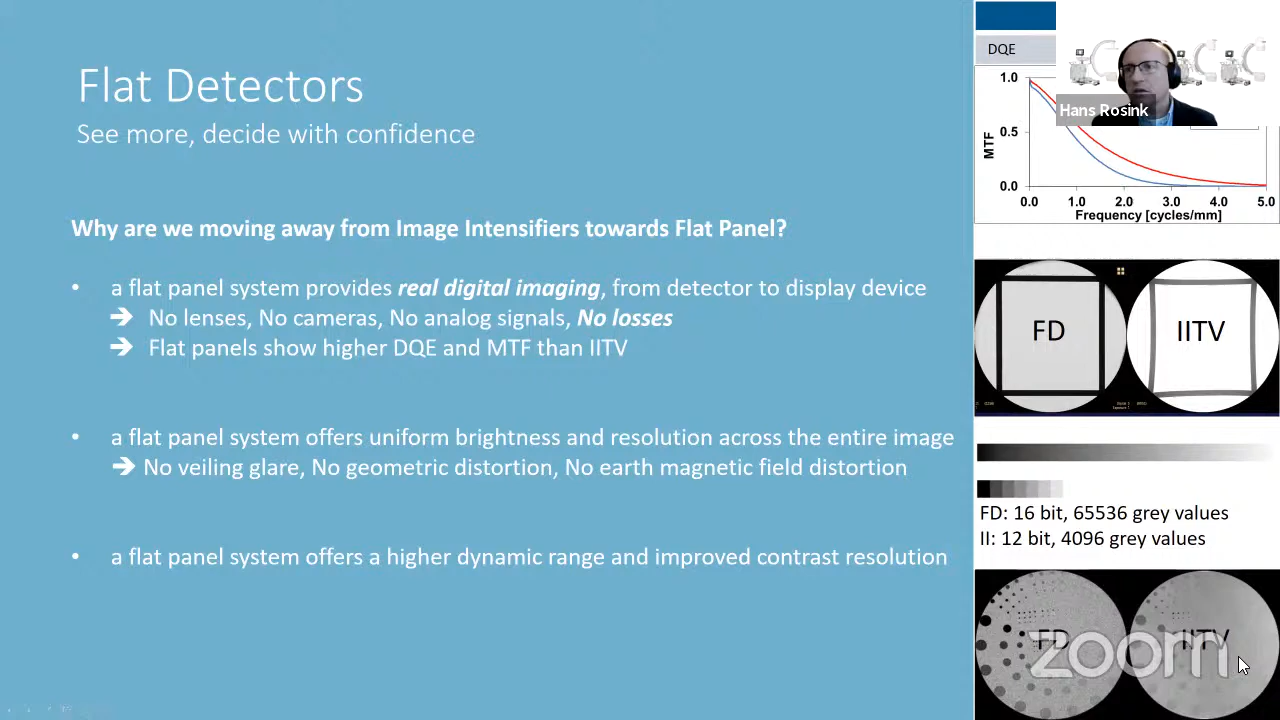 Flat Detectors
See more, decide with confidence
Why are we moving away from Image Intensifiers towards Flat Panel?
• a flat panel system provides real digital imaging, from detector to display device
➔ No lenses, No cameras, No analog signals, No losses
➔ Flat panels show higher DQE and MTF than IITV
• a flat panel system offers uniform brightness and resolution across the entire image
➔ No veiling glare, No geometric distortion, No earth magnetic field distortion
• a flat panel system offers a higher dynamic range and improved contrast resolution
DQE
Hans Rosink
MTF
1.0
0.5
0.0
0.0 1.0 2.0 3.0 4.0 5.0
Frequency [cycles/mm]
FD IITV
FD: 16 bit, 65536 grey values
II: 12 bit, 4096 grey values
FD IITV
zoom